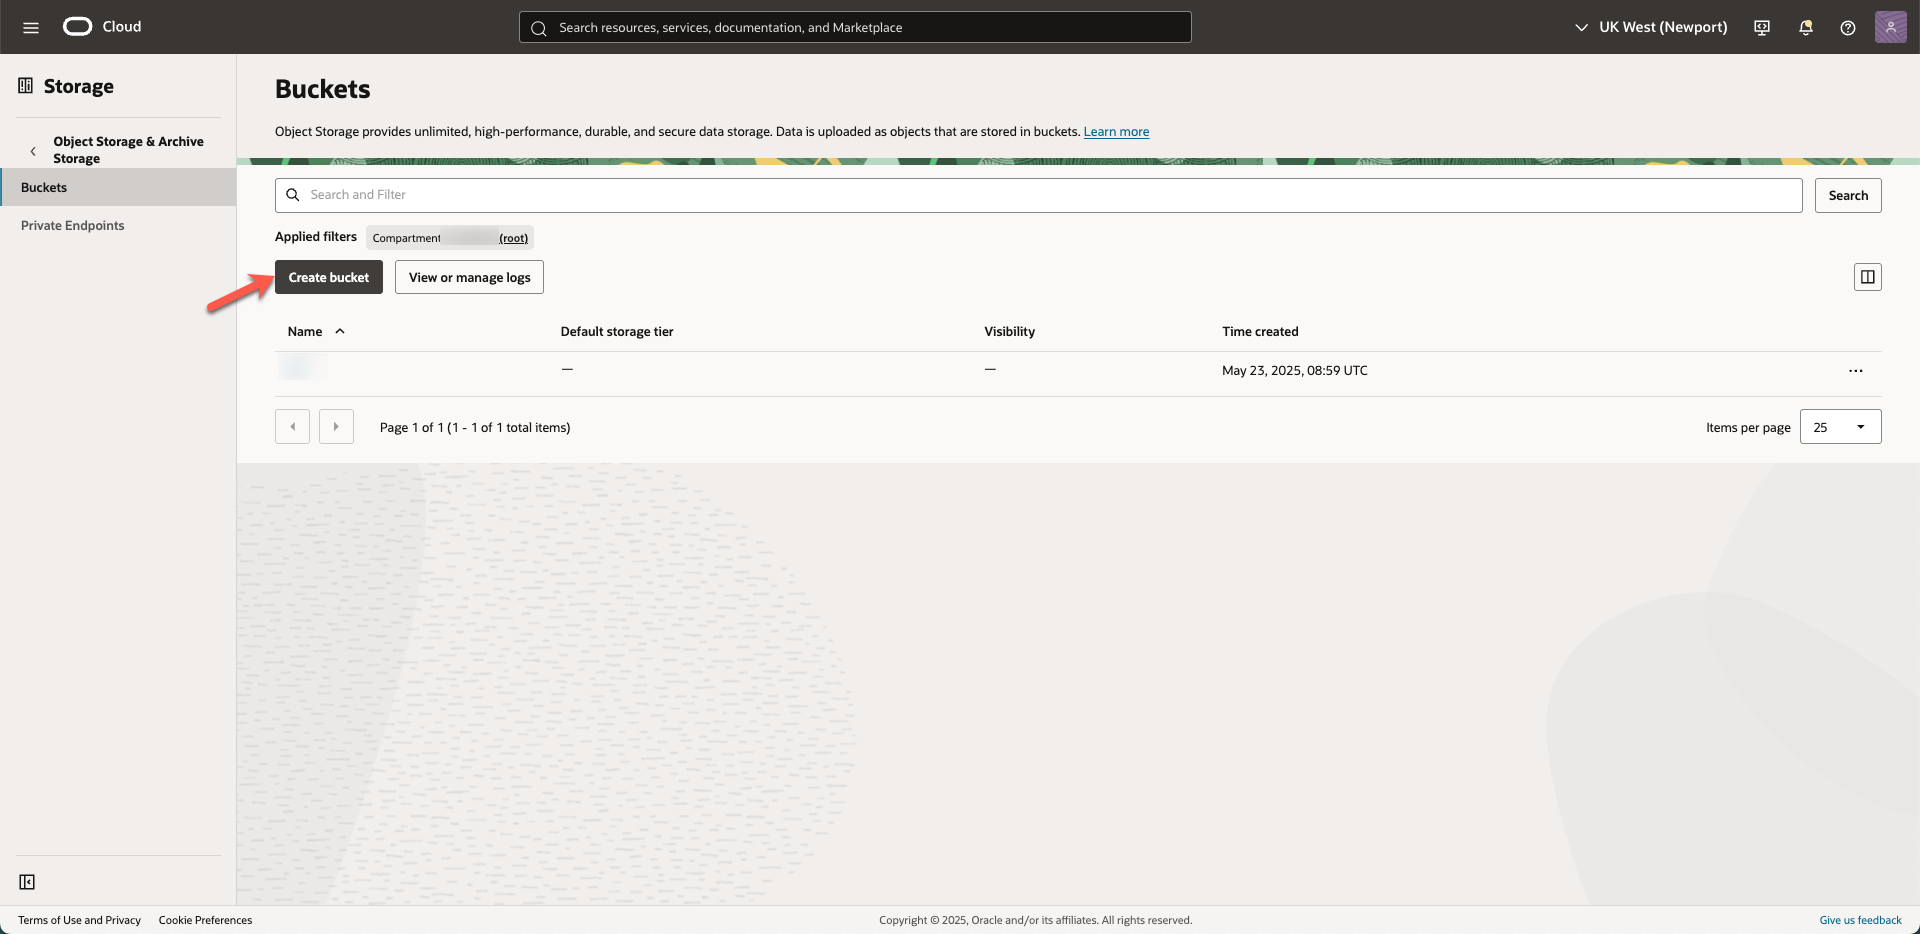 Cloud
Search resources, services, documentation, and Marketplace
UK West (Newport)
Storage
Object Storage & Archive
Storage
Buckets
Private Endpoints
Buckets
Object Storage provides unlimited, high-performance, durable, and secure data storage. Data is uploaded as objects that are stored in buckets. Learn more
Search and Filter
Search
Applied filters
Compartment (root)
Create bucket
View or manage logs
Name
Default storage tier
Visibility
Time created
—
—
May 23, 2025, 08:59 UTC
Page 1 of 1 (1 - 1 of 1 total items)
Items per page
25
Terms of Use and Privacy
Cookie Preferences
Copyright © 2025, Oracle and/or its affiliates. All rights reserved.
Give us feedback